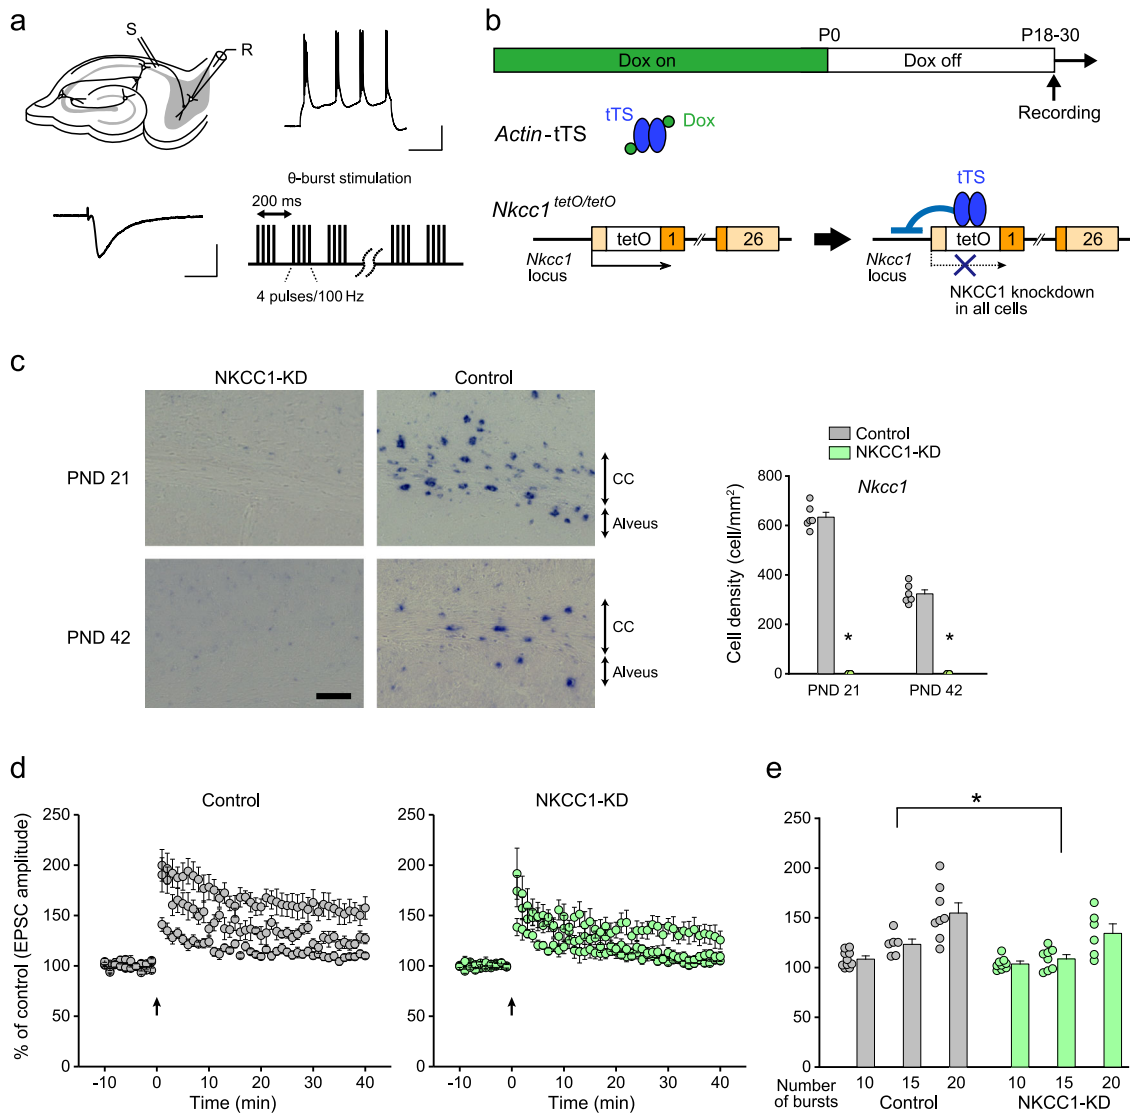 a
S
R
θ-burst stimulation
200 ms
4 pulses/100 Hz
b
P0
P18-30
Dox on
Dox off
Recording
tTS
Dox
Actin-tTS
tTS
Nkcc1 tetO/tetO
tetO
1
26
Nkcc1
locus
tetO
1
26
Nkcc1
locus
NKCC1 knockdown
in all cells
c
NKCC1-KD
Control
PND 21
CC
Alveus
PND 42
CC
Alveus
Control
NKCC1-KD
Nkcc1
Cell density (cell/mm²)
800
600
400
200
0
*
*
PND 21
PND 42
d
Control
NKCC1-KD
% of control (EPSC amplitude)
250
200
150
100
50
0
-10
0
10
20
30
40
Time (min)
250
200
150
100
50
0
-10
0
10
20
30
40
Time (min)
e
*
250
200
150
100
50
0
Number
of bursts
10
15
20
10
15
20
Control
NKCC1-KD